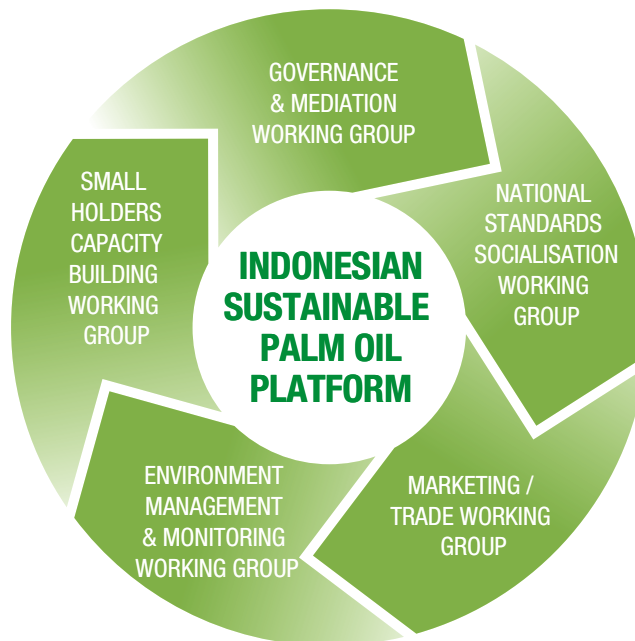 GOVERNANCE
& MEDIATION
WORKING GROUP
NATIONAL
STANDARDS
SOCIALISATION
WORKING
GROUP
MARKETING /
TRADE WORKING
GROUP
ENVIRONMENT
MANAGEMENT
& MONITORING
WORKING GROUP
SMALL
HOLDERS
CAPACITY
BUILDING
WORKING
GROUP
INDONESIAN
SUSTAINABLE
PALM OIL
PLATFORM